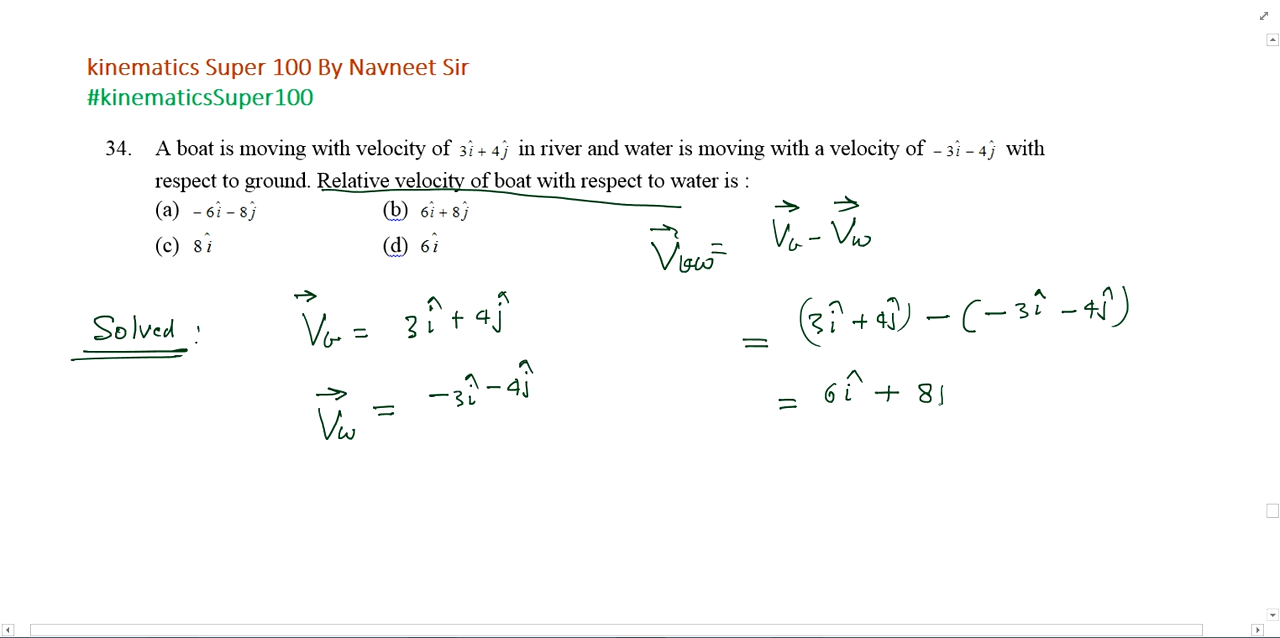 kinematics Super 100 By Navneet Sir
#kinematicsSuper100
34. A boat is moving with velocity of 3î + 4ĵ in river and water is moving with a velocity of − 3î − 4ĵ with
respect to ground. Relative velocity of boat with respect to water is :
(a) − 6î − 8ĵ (b) 6î + 8ĵ
(c) 8î (d) 6î
V⃗bw = V⃗b − V⃗w
Solved : V⃗b = 3î + 4ĵ
= (3î + 4ĵ) − (−3î − 4ĵ)
V⃗w = −3î − 4ĵ
= 6î + 8j